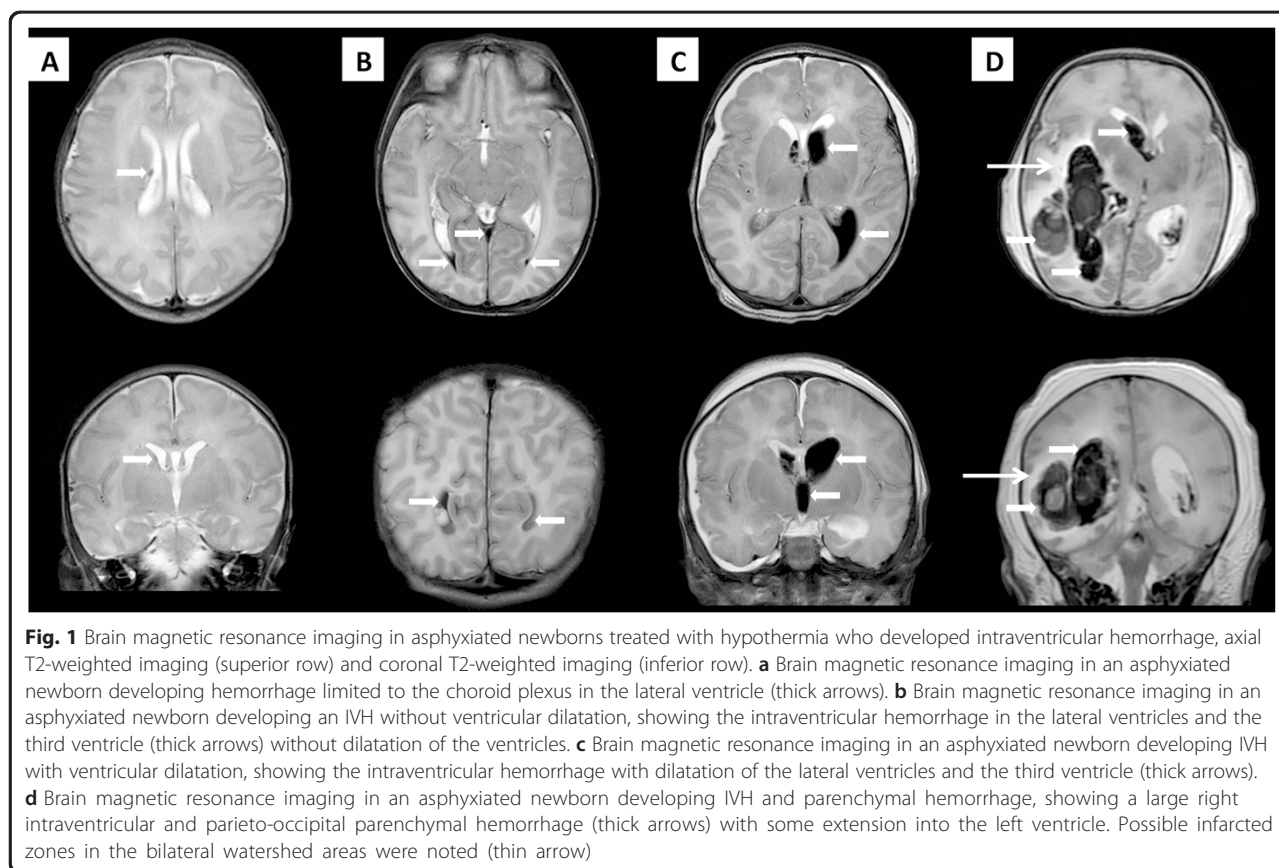 A
B
C
D
Fig. 1 Brain magnetic resonance imaging in asphyxiated newborns treated with hypothermia who developed intraventricular hemorrhage, axial
T2-weighted imaging (superior row) and coronal T2-weighted imaging (inferior row). a Brain magnetic resonance imaging in an asphyxiated
newborn developing hemorrhage limited to the choroid plexus in the lateral ventricle (thick arrows). b Brain magnetic resonance imaging in an
asphyxiated newborn developing an IVH without ventricular dilatation, showing the intraventricular hemorrhage in the lateral ventricles and the
third ventricle (thick arrows) without dilatation of the ventricles. c Brain magnetic resonance imaging in an asphyxiated newborn developing IVH
with ventricular dilatation, showing the intraventricular hemorrhage with dilatation of the lateral ventricles and the third ventricle (thick arrows).
d Brain magnetic resonance imaging in an asphyxiated newborn developing IVH and parenchymal hemorrhage, showing a large right
intraventricular and parieto-occipital parenchymal hemorrhage (thick arrows) with some extension into the left ventricle. Possible infarcted
zones in the bilateral watershed areas were noted (thin arrow)